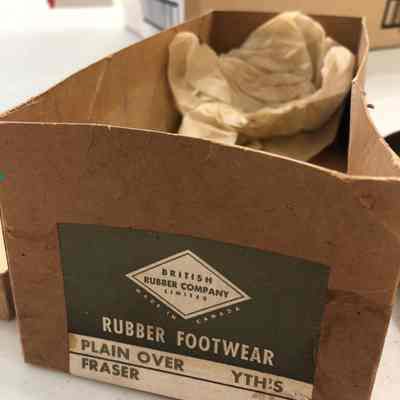 BRITISH
RUBBER COMPANY
LIMITED
MADE IN CANADA
RUBBER FOOTWEAR
PLAIN OVER YTH'S
FRASER